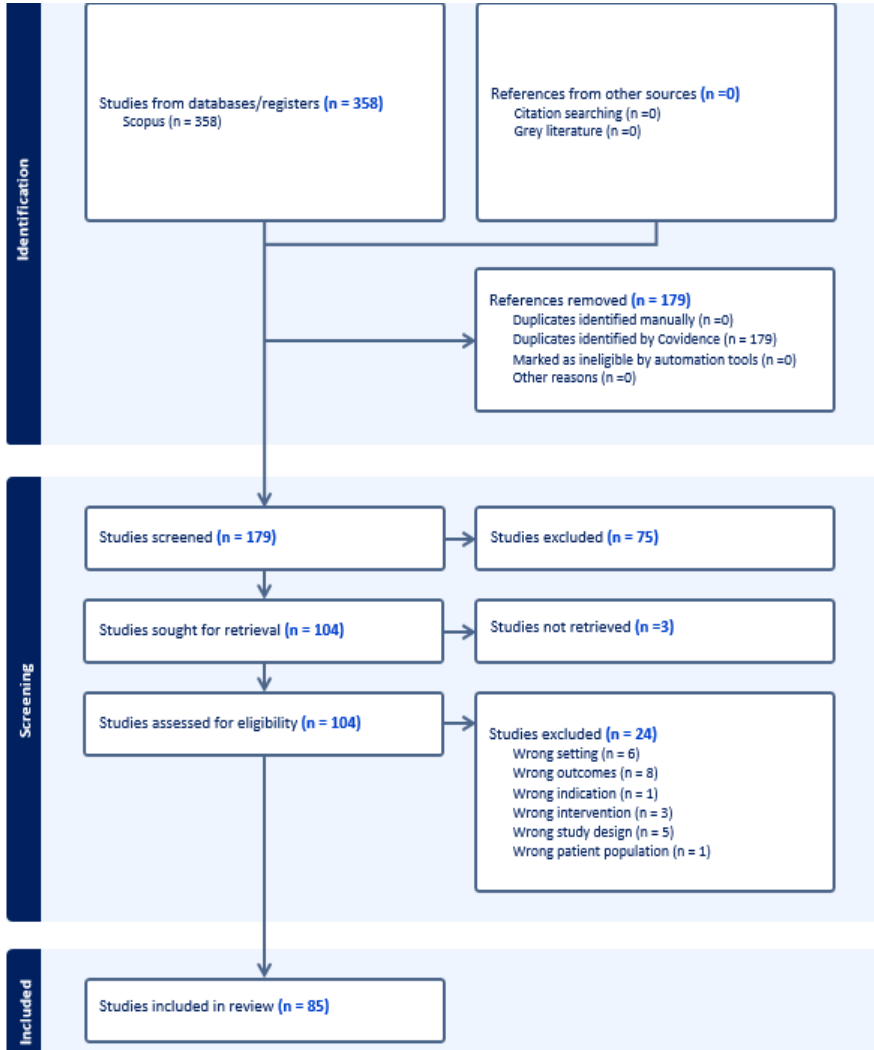 Identification
Studies from databases/registers (n = 358)
Scopus (n = 358)
References from other sources (n =0)
Citation searching (n =0)
Grey literature (n =0)
References removed (n = 179)
Duplicates identified manually (n =0)
Duplicates identified by Covidence (n = 179)
Marked as ineligible by automation tools (n =0)
Other reasons (n =0)
Screening
Studies screened (n = 179)
Studies excluded (n = 75)
Studies sought for retrieval (n = 104)
Studies not retrieved (n =3)
Studies assessed for eligibility (n = 104)
Studies excluded (n = 24)
Wrong setting (n = 6)
Wrong outcomes (n = 8)
Wrong indication (n = 1)
Wrong intervention (n = 3)
Wrong study design (n = 5)
Wrong patient population (n = 1)
Included
Studies included in review (n = 85)